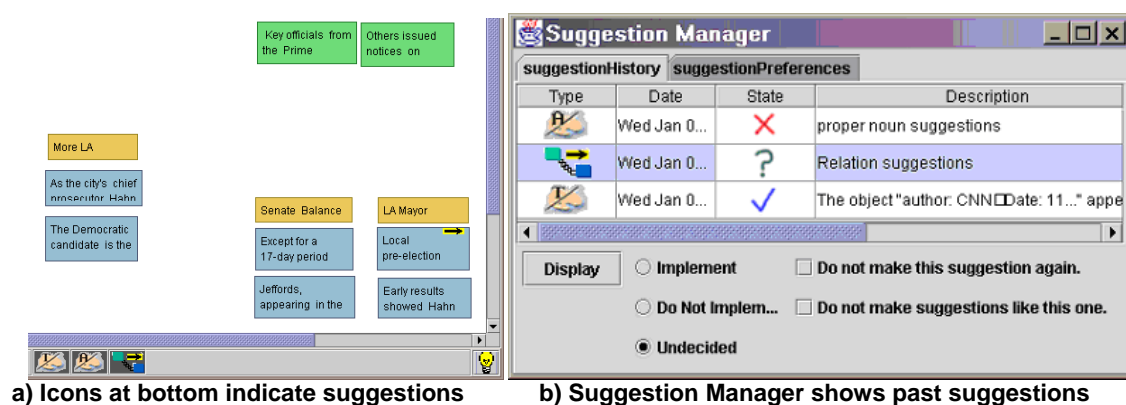 Key officials from
the Prime
Others issued
notices on
More LA
As the city's chief
prosecutor Hahn
The Democratic
candidate is the
Senate Balance
Except for a
17-day period
Jeffords,
appearing in the
LA Mayor
Local
pre-election
Early results
showed Hahn
a) Icons at bottom indicate suggestions
Suggestion Manager
suggestionHistory suggestionPreferences
Type Date State Description
A Wed Jan 0... proper noun suggestions
Wed Jan 0... ? Relation suggestions
T Wed Jan 0... The object "author: CNN□Date: 11..." appe
Display
Implement
Do Not Implem...
Undecided
Do not make this suggestion again.
Do not make suggestions like this one.
b) Suggestion Manager shows past suggestions